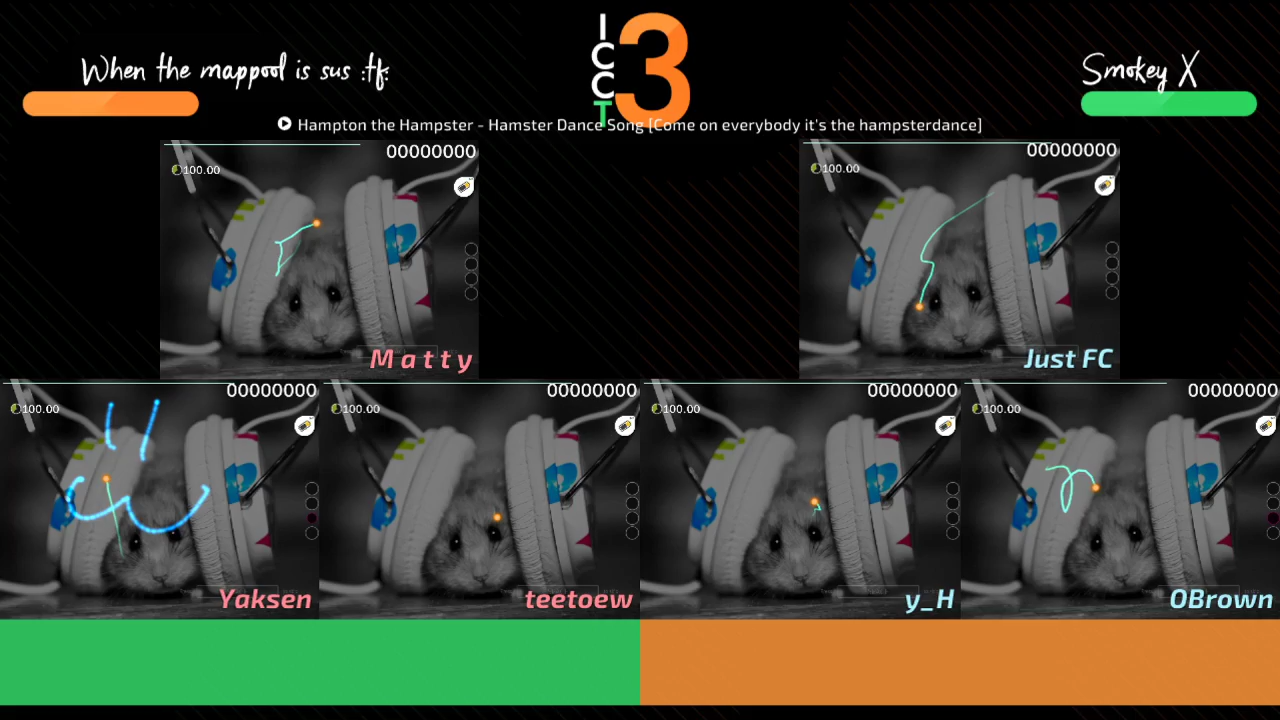 When the mappool is sus :tf:
ICCT3
Smokey X
Hampton the Hampster - Hamster Dance Song [Come on everybody it's the hampsterdance]
00000000
100.00
Matty
00000000
100.00
Just FC
00000000
100.00
Yaksen
00000000
100.00
teetoew
00000000
100.00
y_H
00000000
100.00
OBrown